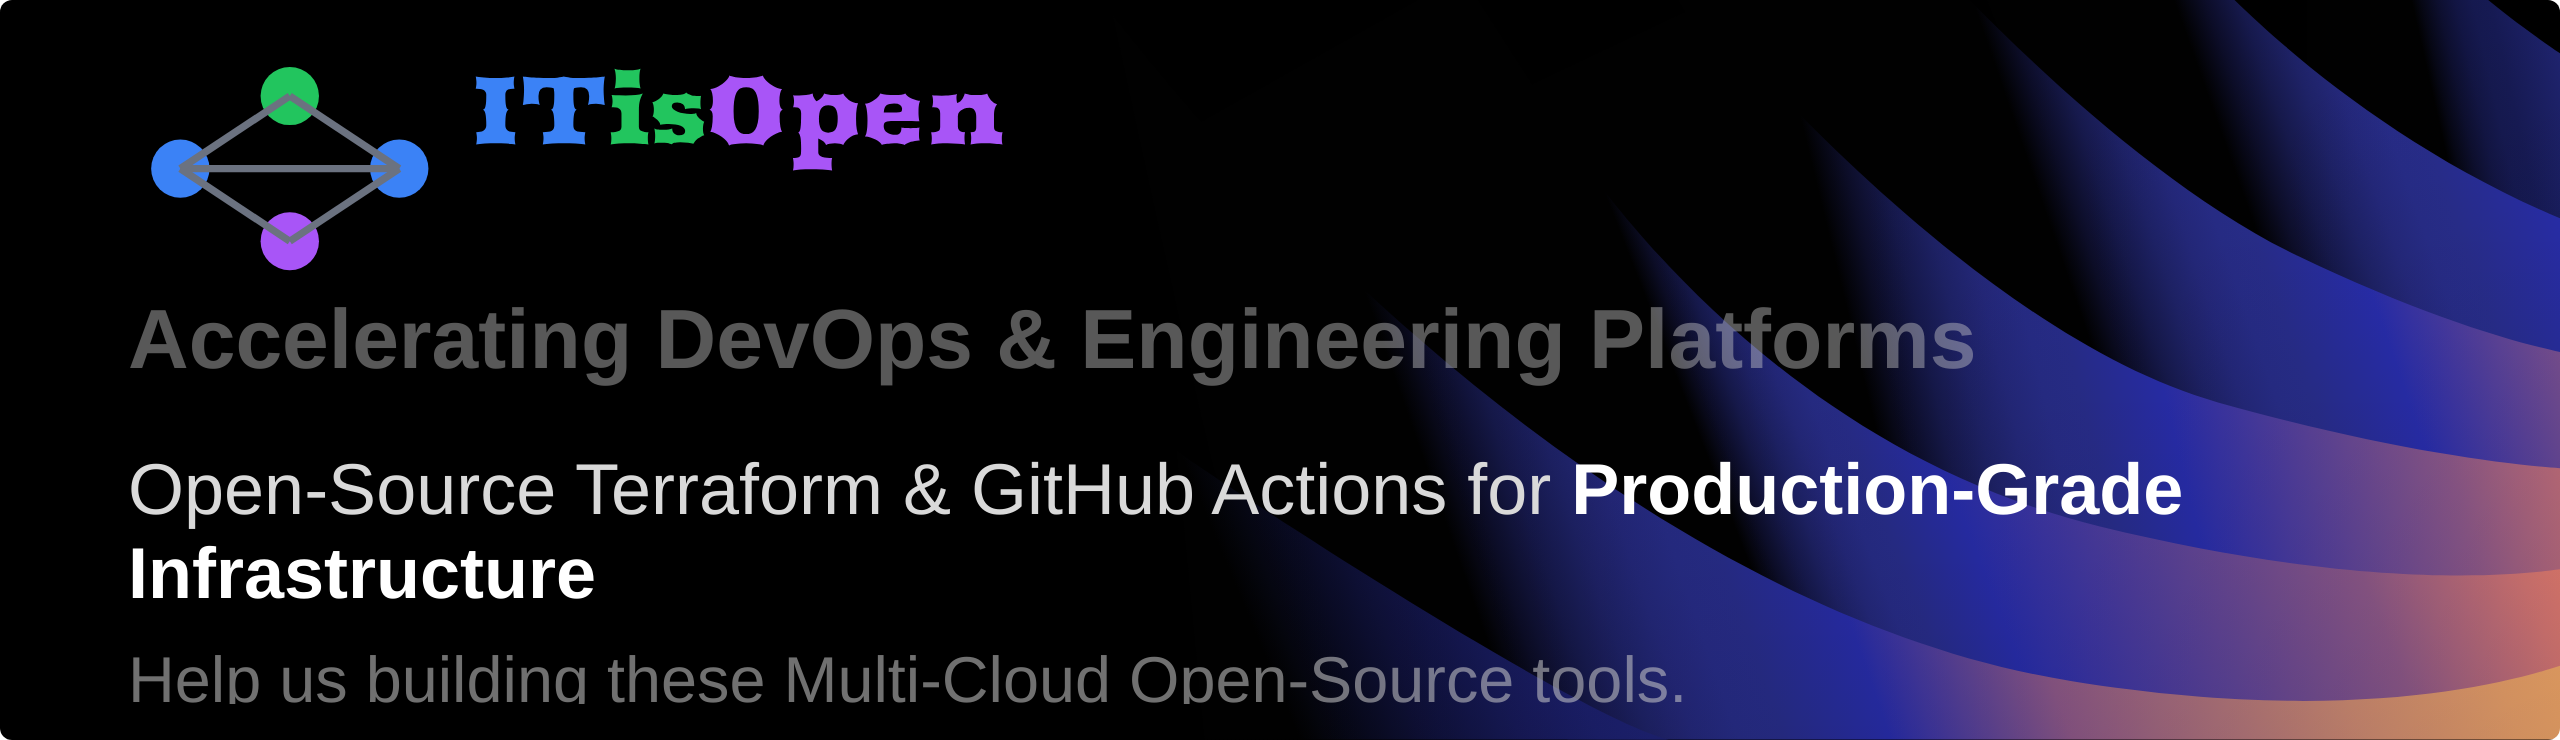 ITisOpen
Accelerating DevOps & Engineering Platforms
Open-Source Terraform & GitHub Actions for Production-Grade
Infrastructure
Help us building these Multi-Cloud Open-Source tools.